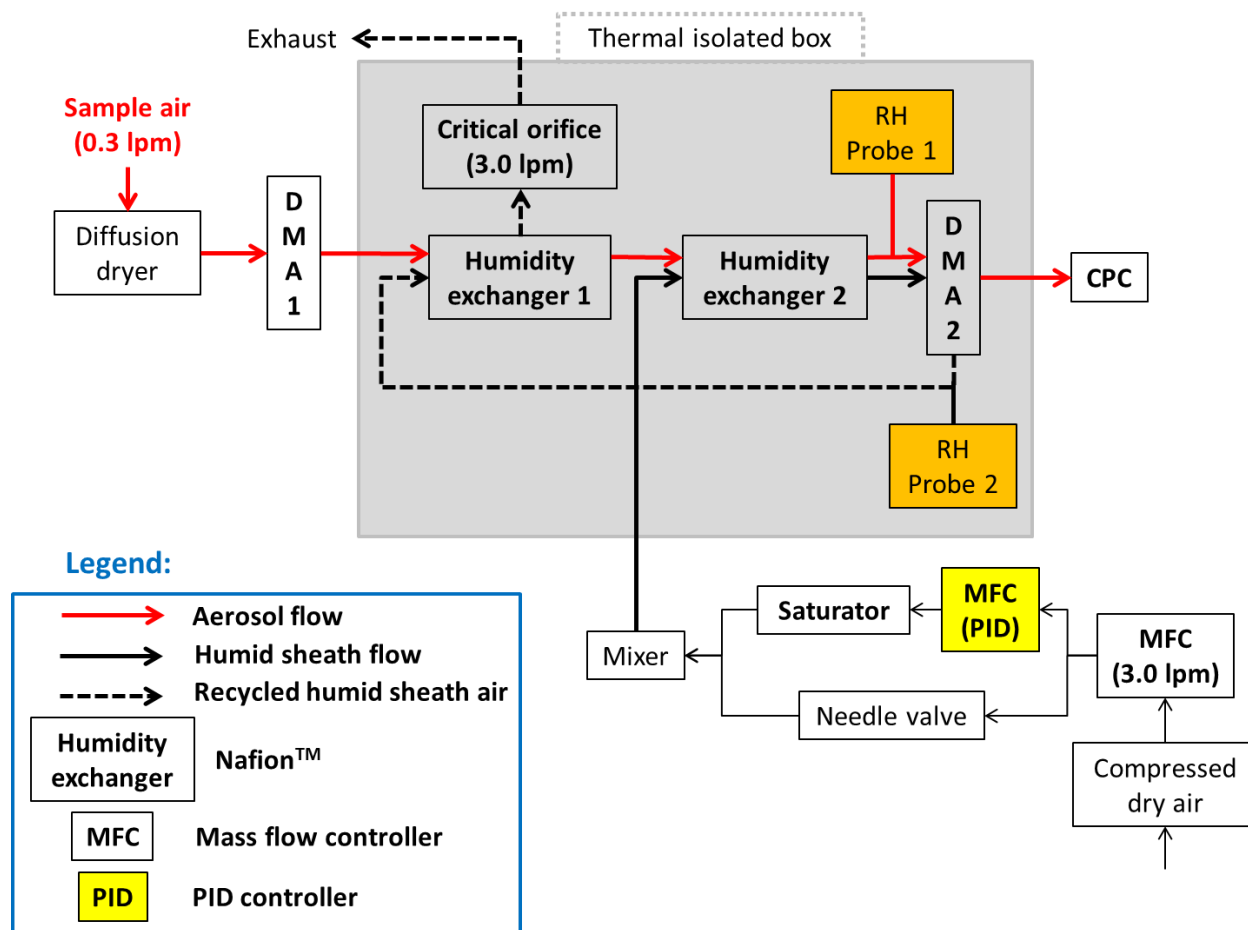 Exhaust
Thermal isolated box
Sample air
(0.3 lpm)
Critical orifice
(3.0 lpm)
RH
Probe 1
Diffusion
dryer
D
M
A
1
Humidity
exchanger 1
Humidity
exchanger 2
D
M
A
2
CPC
RH
Probe 2
Legend:
Aerosol flow
Humid sheath flow
Recycled humid sheath air
Humidity
exchanger
Nafion™
MFC
Mass flow controller
PID
PID controller
Mixer
Saturator
MFC
(PID)
MFC
(3.0 lpm)
Needle valve
Compressed
dry air